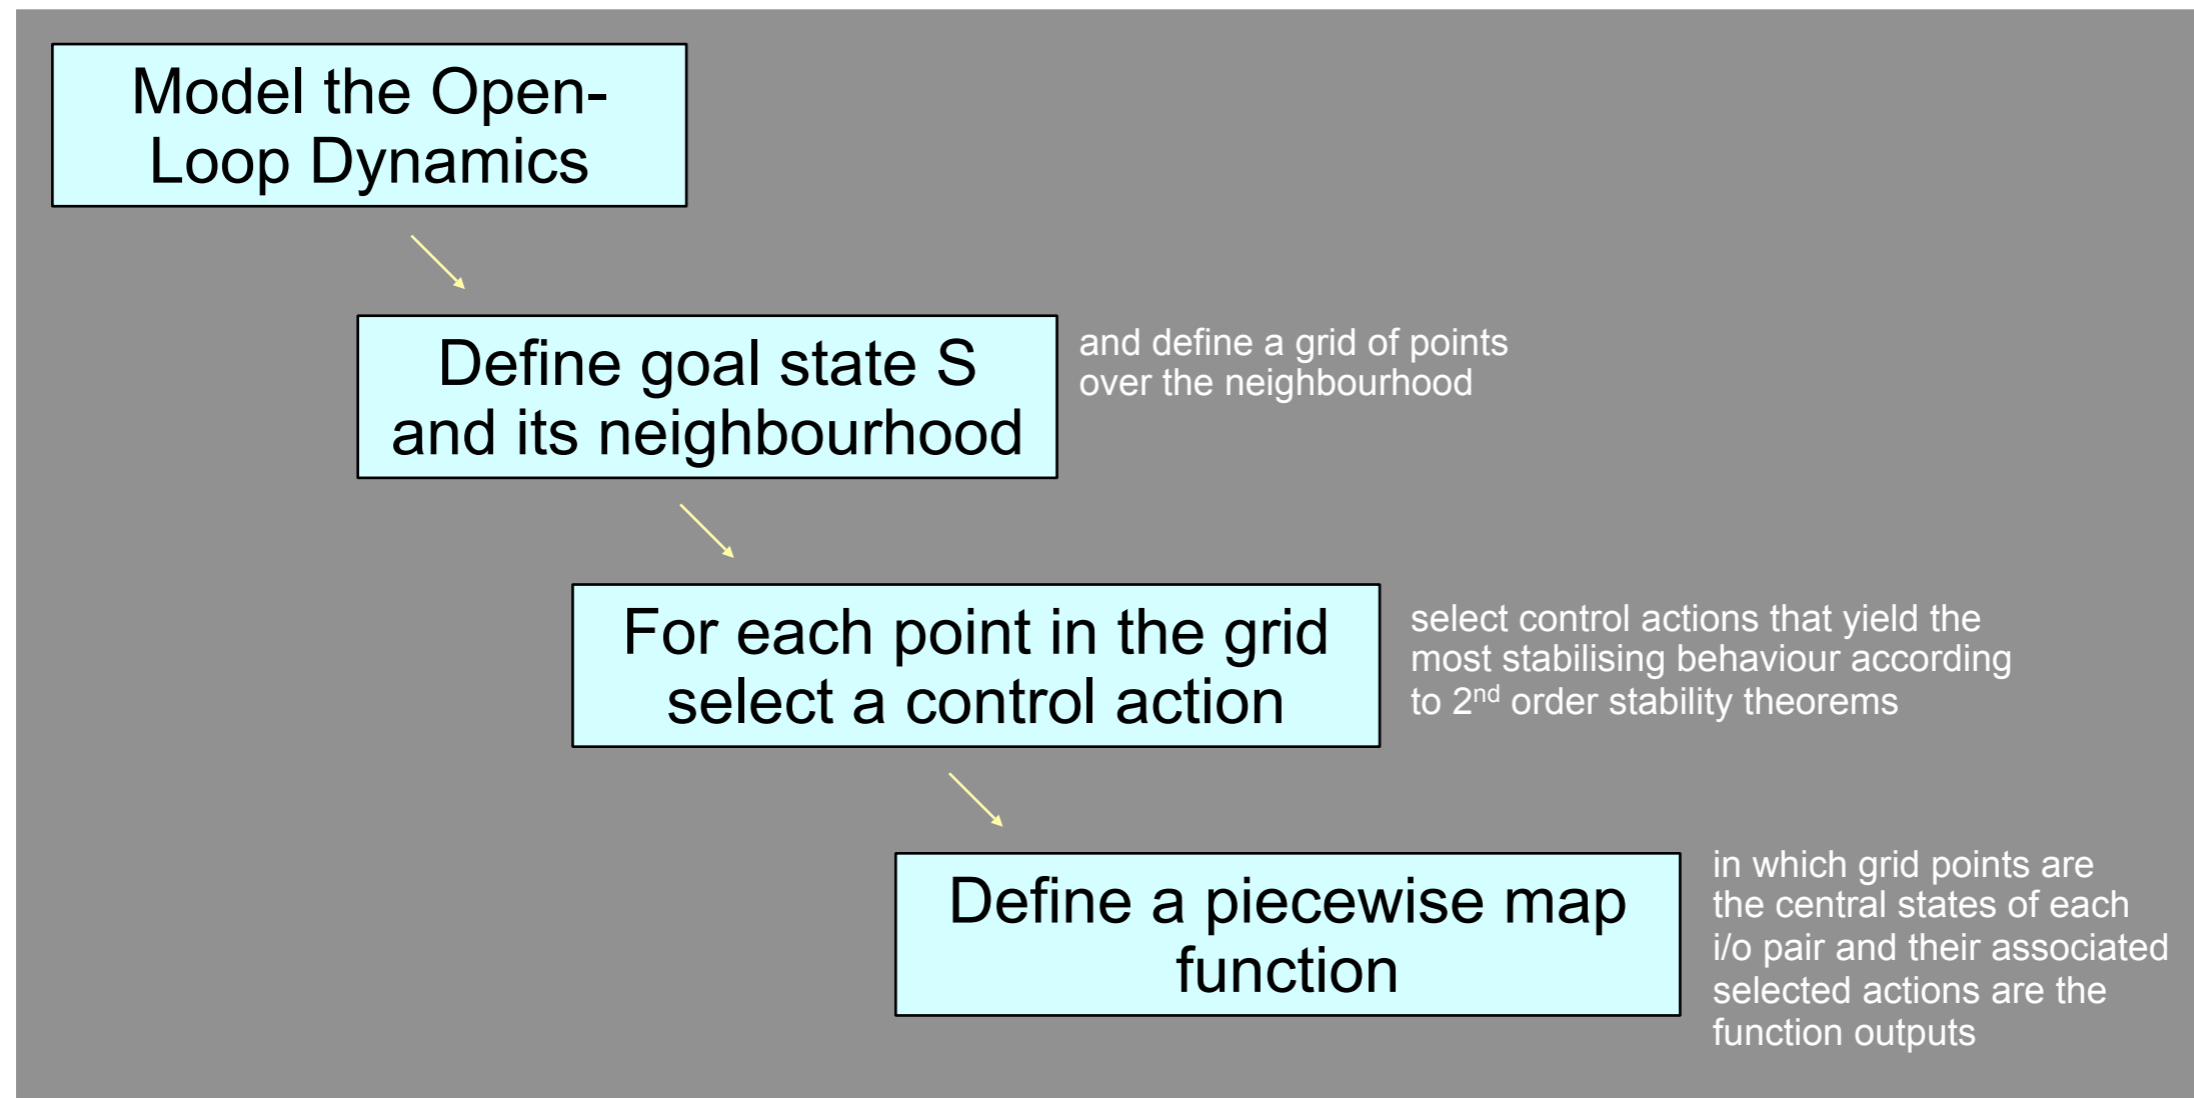 Model the Open-
Loop Dynamics
Define goal state S
and its neighbourhood
and define a grid of points
over the neighbourhood
For each point in the grid
select a control action
select control actions that yield the
most stabilising behaviour according
to 2nd order stability theorems
Define a piecewise map
function
in which grid points are
the central states of each
i/o pair and their associated
selected actions are the
function outputs